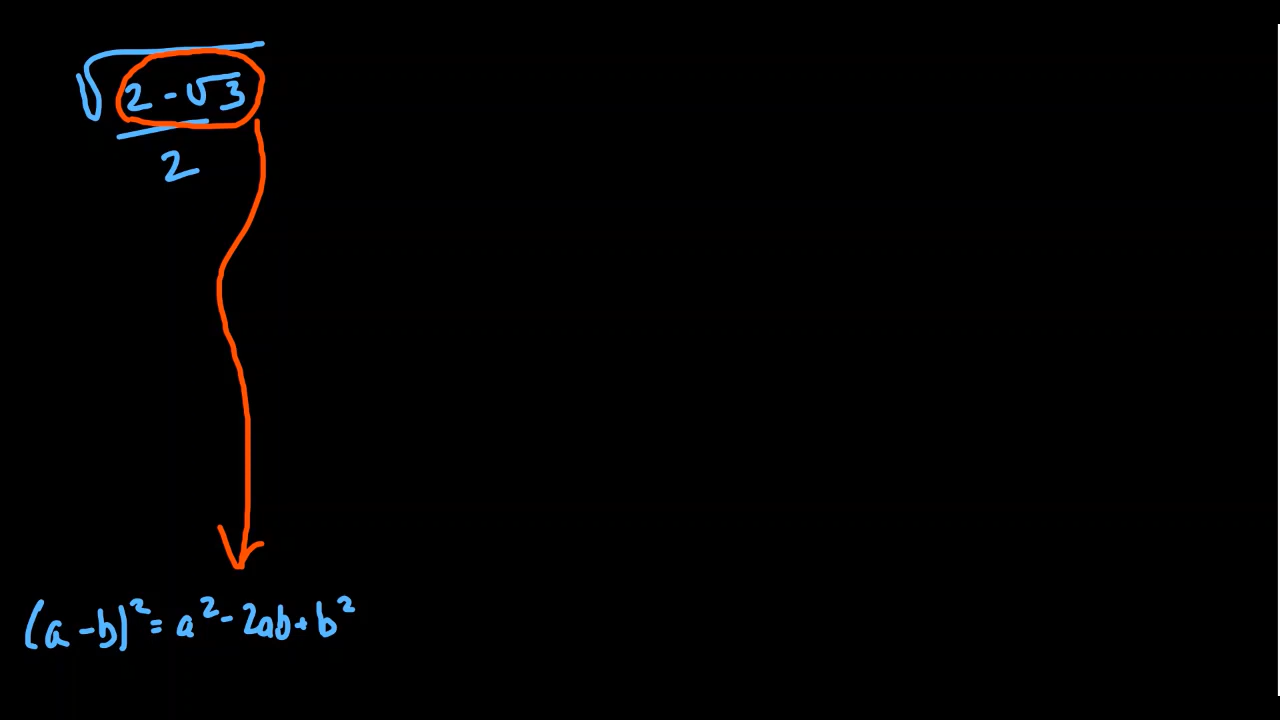 √(2 - √3)
2
(a - b)² = a² - 2ab + b²